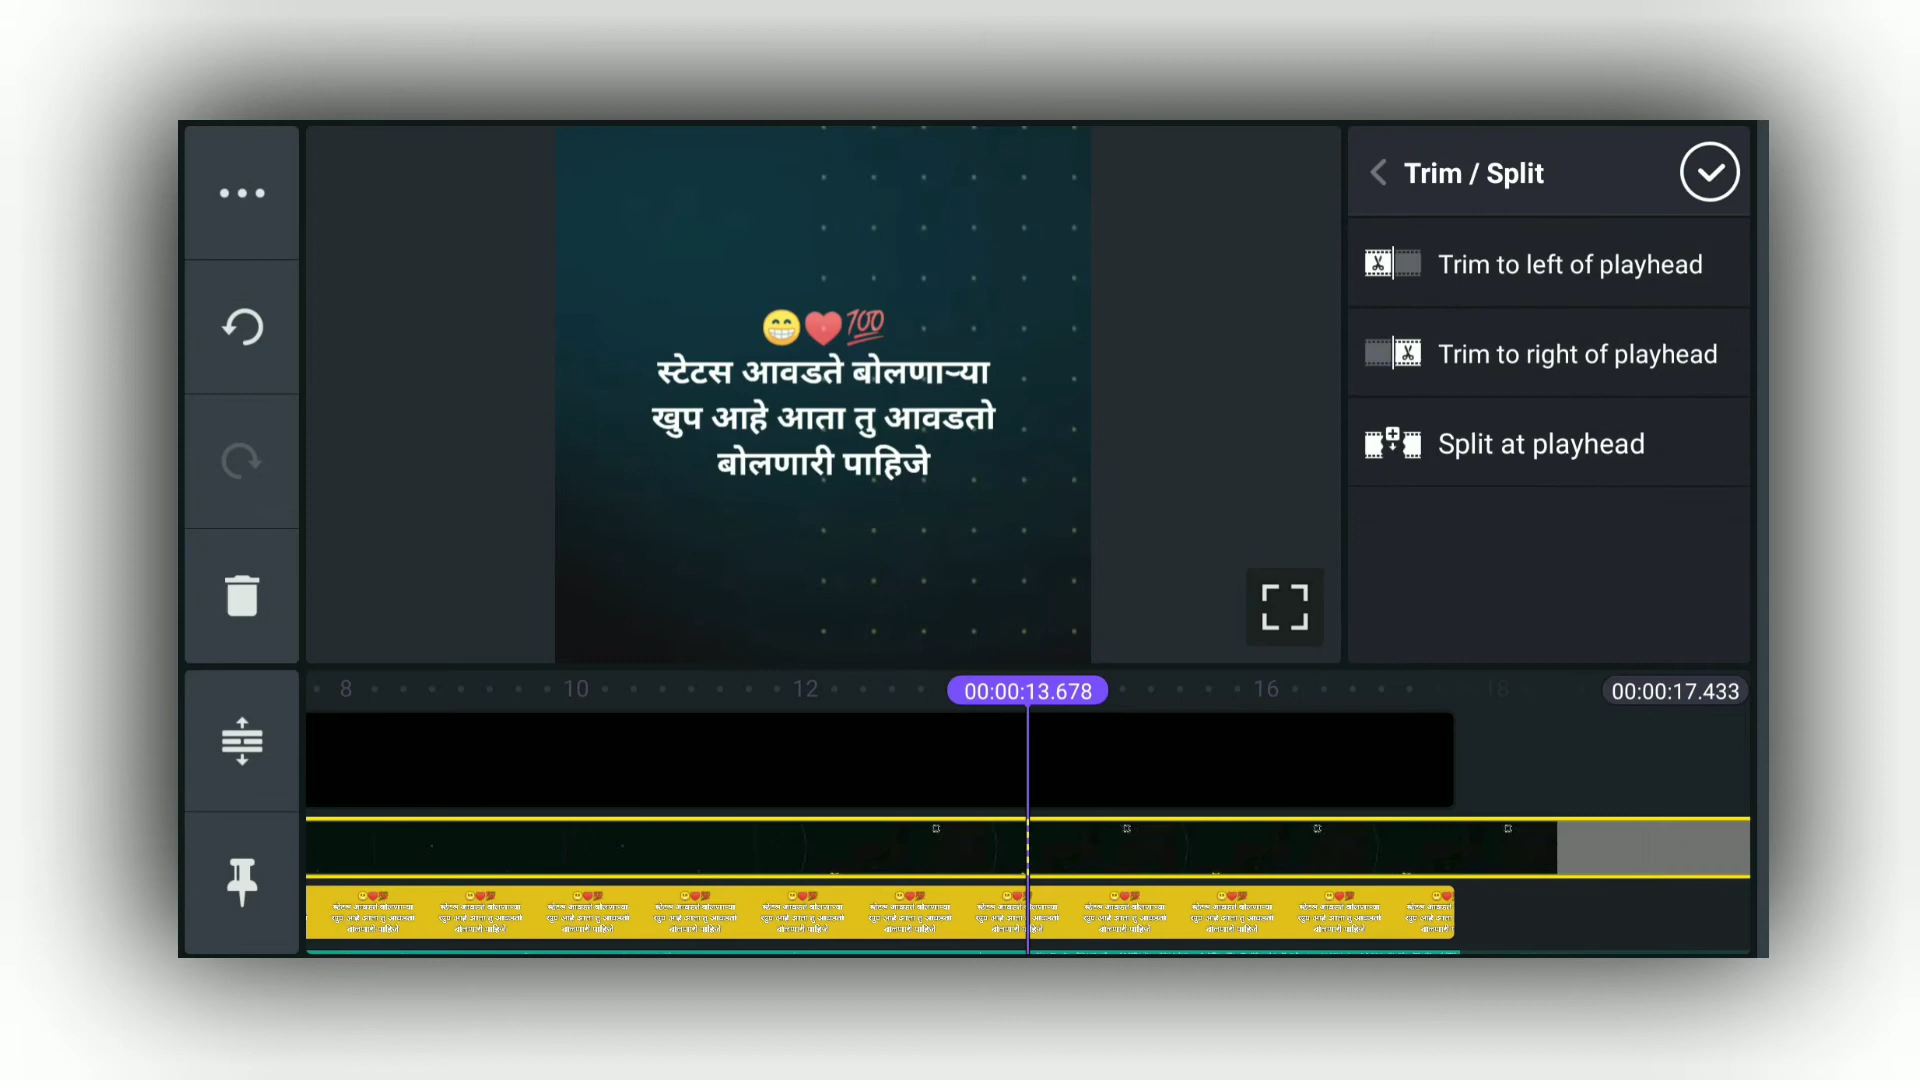 Trim / Split
Trim to left of playhead
Trim to right of playhead
Split at playhead
😁❤️💯
स्टेटस आवडते बोलणाऱ्या
खुप आहे आता तु आवडतो
बोलणारी पाहिजे
8 10 12 00:00:13.678 16 18 00:00:17.433